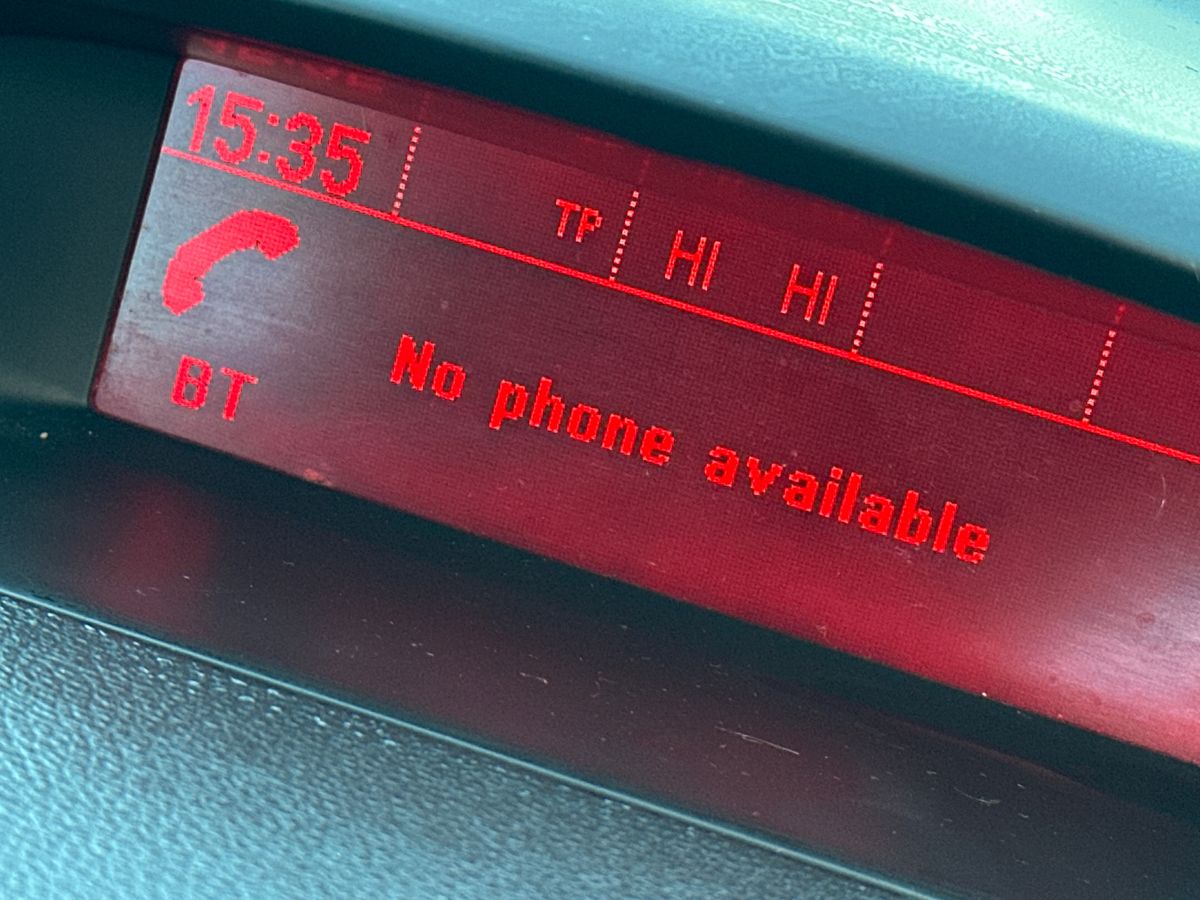 15:35 TP HI HI
BT No phone available